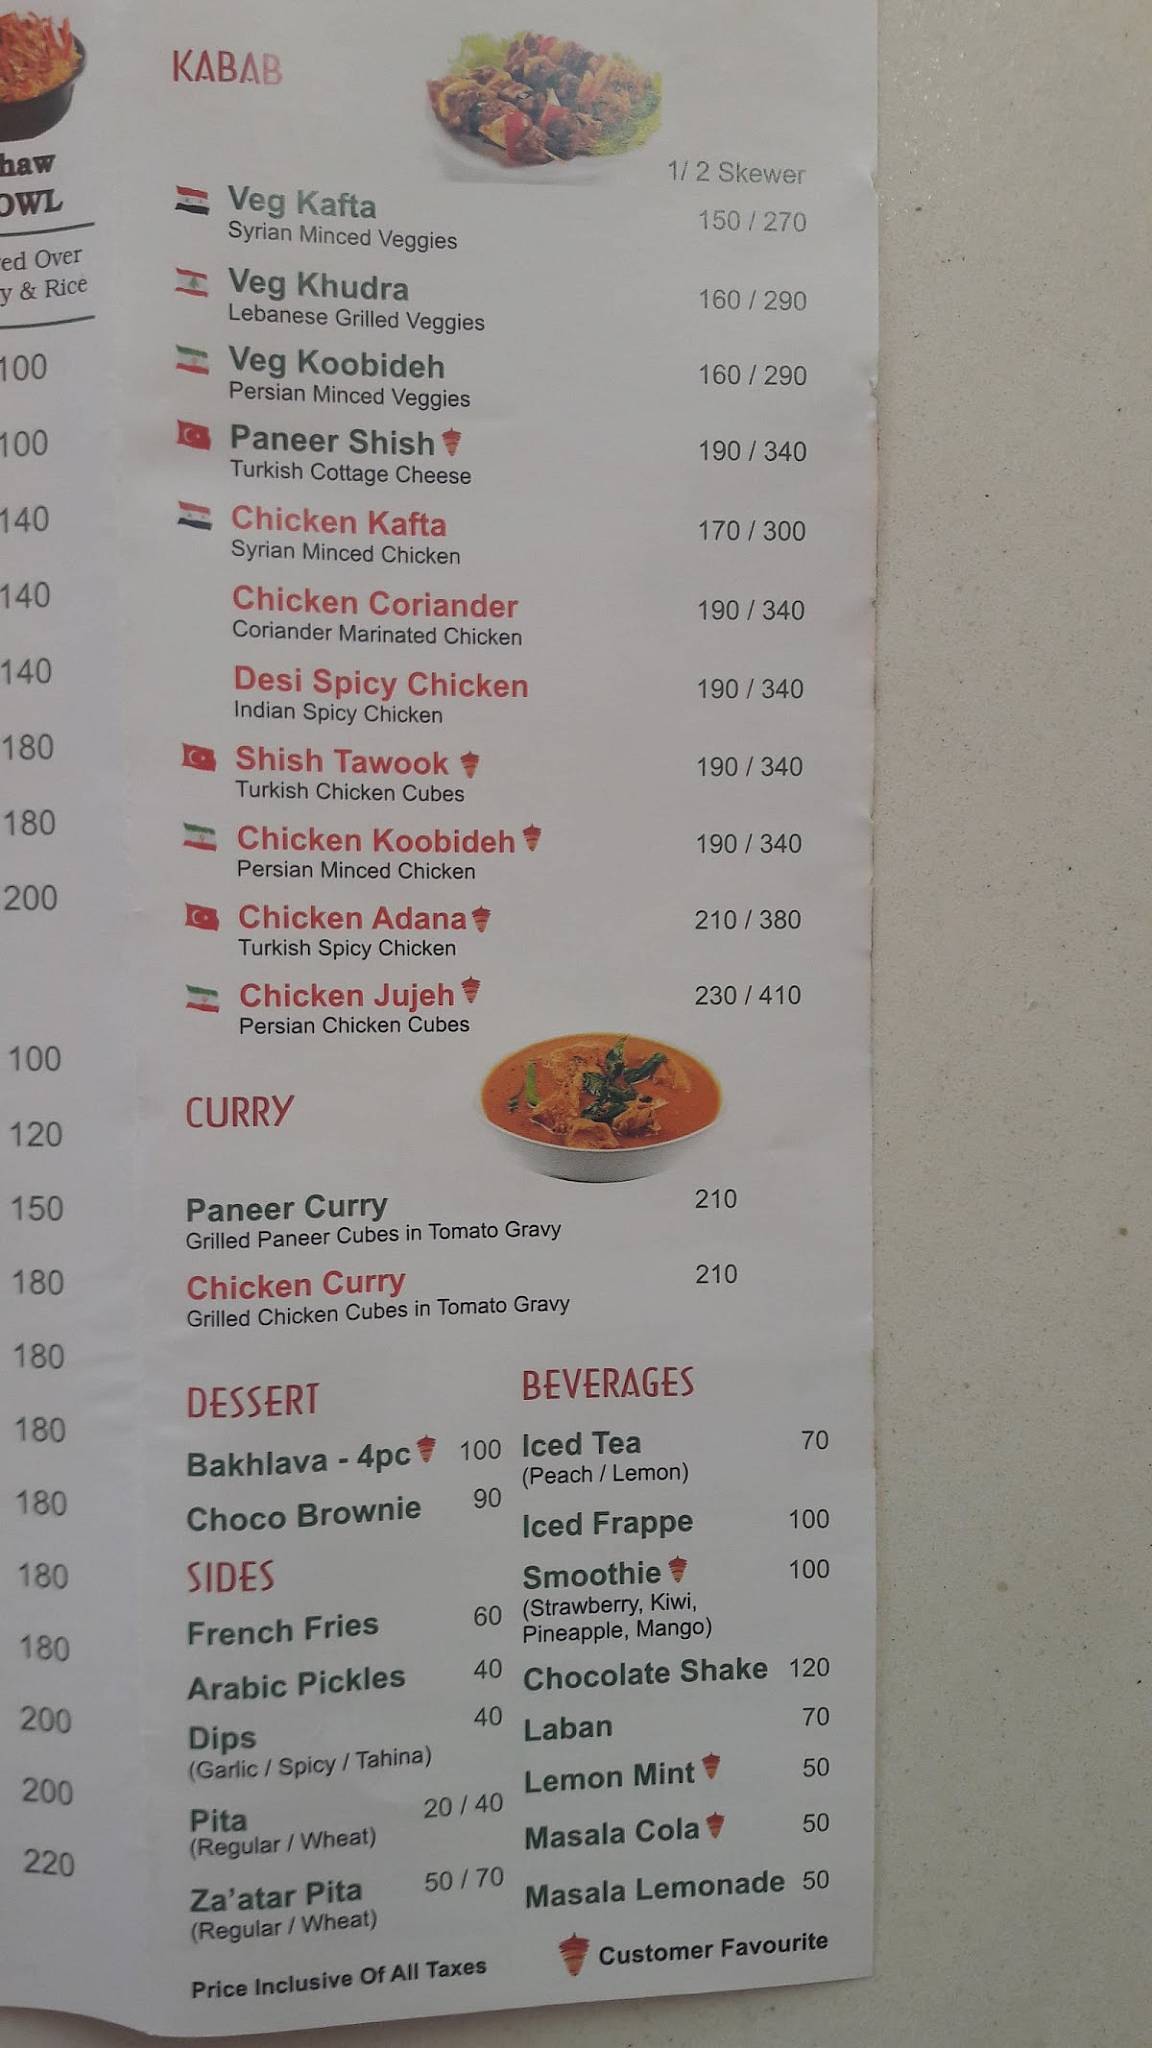 haw
OWL
ed Over
y & Rice
100
100
140
140
140
180
180
200
100
120
150
180
180
180
180
180
180
200
200
220
KABAB
1/ 2 Skewer
Veg Kafta 150 / 270
Syrian Minced Veggies
Veg Khudra 160 / 290
Lebanese Grilled Veggies
Veg Koobideh 160 / 290
Persian Minced Veggies
Paneer Shish 190 / 340
Turkish Cottage Cheese
Chicken Kafta 170 / 300
Syrian Minced Chicken
Chicken Coriander 190 / 340
Coriander Marinated Chicken
Desi Spicy Chicken 190 / 340
Indian Spicy Chicken
Shish Tawook 190 / 340
Turkish Chicken Cubes
Chicken Koobideh 190 / 340
Persian Minced Chicken
Chicken Adana 210 / 380
Turkish Spicy Chicken
Chicken Jujeh 230 / 410
Persian Chicken Cubes
CURRY
Paneer Curry 210
Grilled Paneer Cubes in Tomato Gravy
Chicken Curry 210
Grilled Chicken Cubes in Tomato Gravy
DESSERT
Bakhlava - 4pc 100
Choco Brownie 90
SIDES
French Fries 60
Arabic Pickles 40
Dips 40
(Garlic / Spicy / Tahina)
Pita 20 / 40
(Regular / Wheat)
Za'atar Pita 50 / 70
(Regular / Wheat)
BEVERAGES
Iced Tea 70
(Peach / Lemon)
Iced Frappe 100
Smoothie 100
(Strawberry, Kiwi,
Pineapple, Mango)
Chocolate Shake 120
Laban 70
Lemon Mint 50
Masala Cola 50
Masala Lemonade 50
Price Inclusive Of All Taxes
Customer Favourite